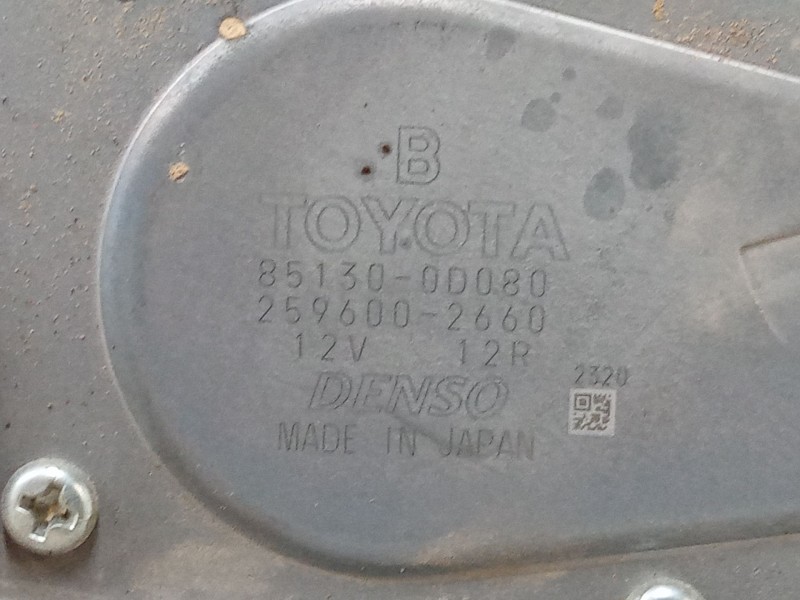 B
TOYOTA
85130-0D080
259600-2660
12V 12R
DENSO
2320
MADE IN JAPAN